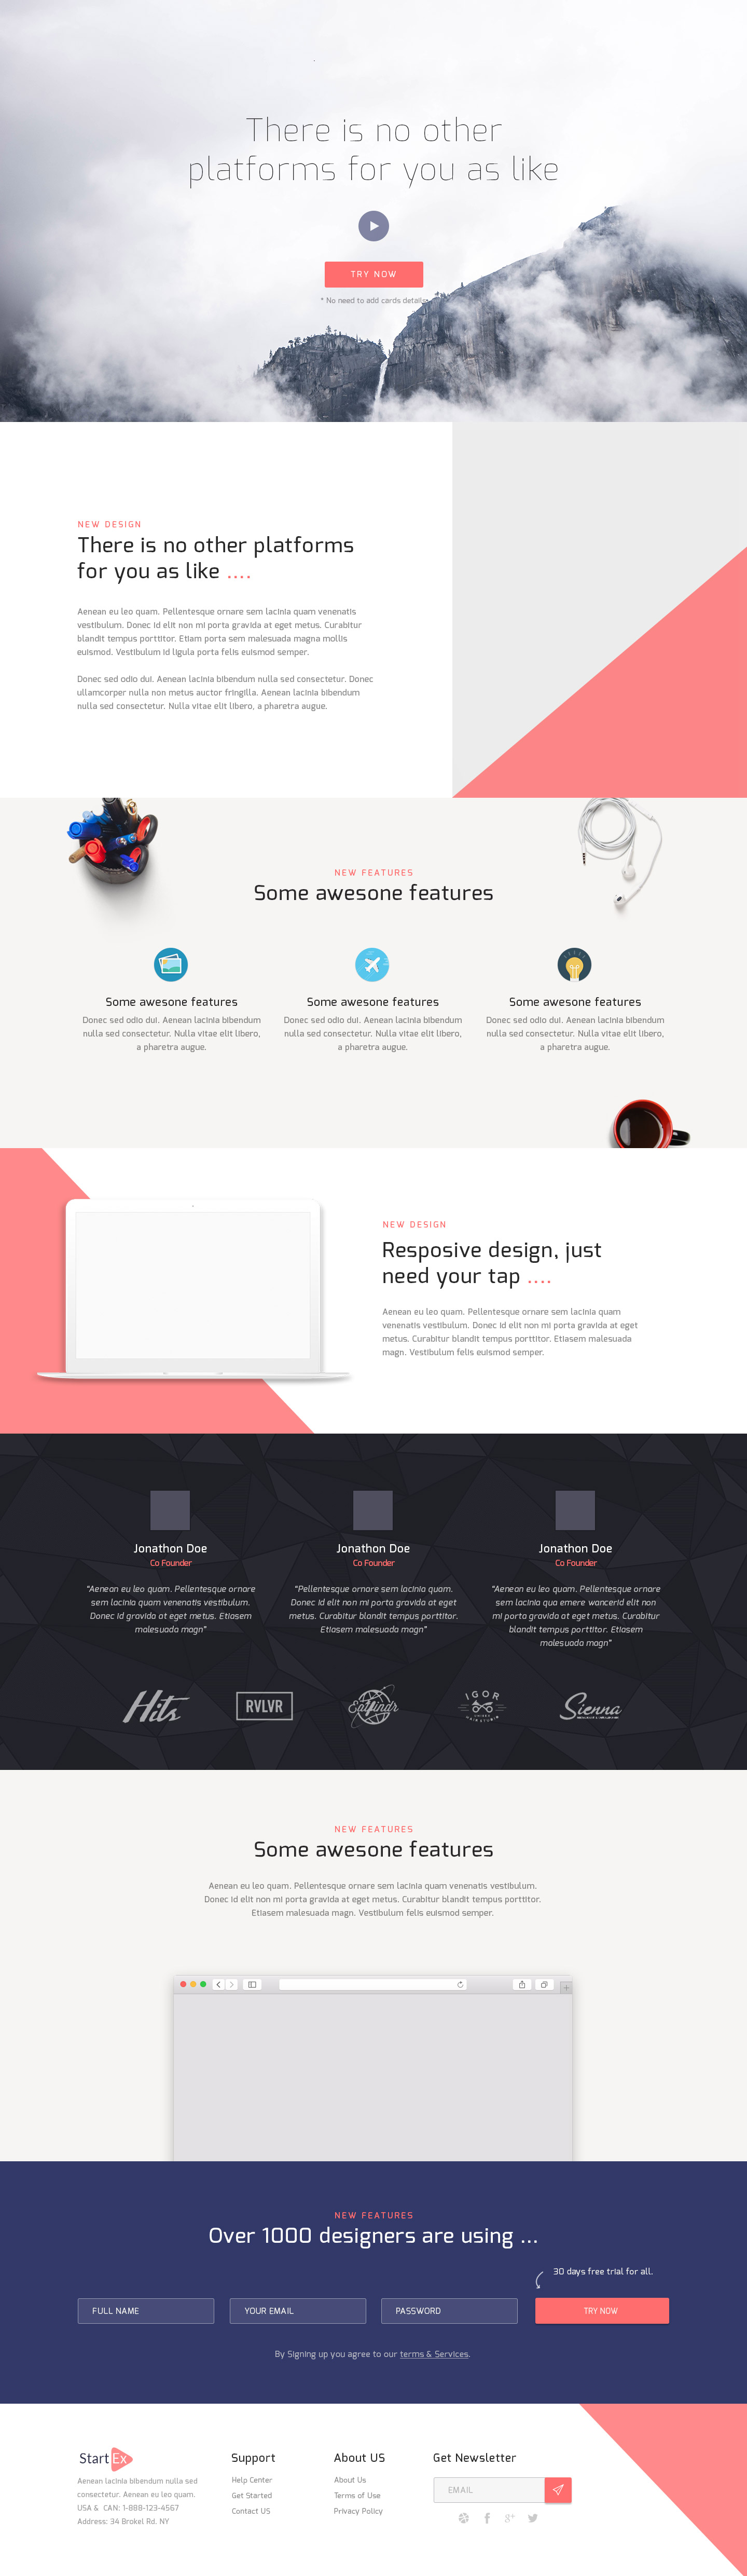 There is no other
platforms for you as like
TRY NOW
* No need to add cards details
NEW DESIGN
There is no other platforms
for you as like ....
Aenean eu leo quam. Pellentesque ornare sem lacinia quam venenatis
vestibulum. Donec id elit non mi porta gravida at eget metus. Curabitur
blandit tempus porttitor. Etiam porta sem malesuada magna mollis
euismod. Vestibulum id ligula porta felis euismod semper.
Donec sed odio dui. Aenean lacinia bibendum nulla sed consectetur. Donec
ullamcorper nulla non metus auctor fringilla. Aenean lacinia bibendum
nulla sed consectetur. Nulla vitae elit libero, a pharetra augue.
NEW FEATURES
Some awesone features
Some awesone features
Donec sed odio dui. Aenean lacinia bibendum
nulla sed consectetur. Nulla vitae elit libero,
a pharetra augue.
Some awesone features
Donec sed odio dui. Aenean lacinia bibendum
nulla sed consectetur. Nulla vitae elit libero,
a pharetra augue.
Some awesone features
Donec sed odio dui. Aenean lacinia bibendum
nulla sed consectetur. Nulla vitae elit libero,
a pharetra augue.
NEW DESIGN
Resposive design, just
need your tap ....
Aenean eu leo quam. Pellentesque ornare sem lacinia quam
venenatis vestibulum. Donec id elit non mi porta gravida at eget
metus. Curabitur blandit tempus porttitor. Etiasem malesuada
magn. Vestibulum felis euismod semper.
Jonathon Doe
Co Founder
"Aenean eu leo quam. Pellentesque ornare
sem lacinia quam venenatis vestibulum.
Donec id gravida at eget metus. Etiasem
malesuada magn"
Jonathon Doe
Co Founder
"Pellentesque ornare sem lacinia quam.
Donec id elit non mi porta gravida at eget
metus. Curabitur blandit tempus porttitor.
Etiasem malesuada magn"
Jonathon Doe
Co Founder
"Aenean eu leo quam. Pellentesque ornare
sem lacinia qua emere wancerid elit non
mi porta gravida at eget metus. Curabitur
blandit tempus porttitor. Etiasem
malesuada magn"
Hits
RVLVR
Eatfindr
IGOR
UNISEX
HAIR STUDIO
Sienna
NEW FEATURES
Some awesone features
Aenean eu leo quam. Pellentesque ornare sem lacinia quam venenatis vestibulum.
Donec id elit non mi porta gravida at eget metus. Curabitur blandit tempus porttitor.
Etiasem malesuada magn. Vestibulum felis euismod semper.
NEW FEATURES
Over 1000 designers are using ...
30 days free trial for all.
FULL NAME
YOUR EMAIL
PASSWORD
TRY NOW
By Signing up you agree to our terms & Services.
Start Ex
Aenean lacinia bibendum nulla sed
consectetur. Aenean eu leo quam.
USA & CAN: 1-888-123-4567
Address: 34 Brokel Rd. NY
Support
Help Center
Get Started
Contact US
About US
About Us
Terms of Use
Privacy Policy
Get Newsletter
EMAIL